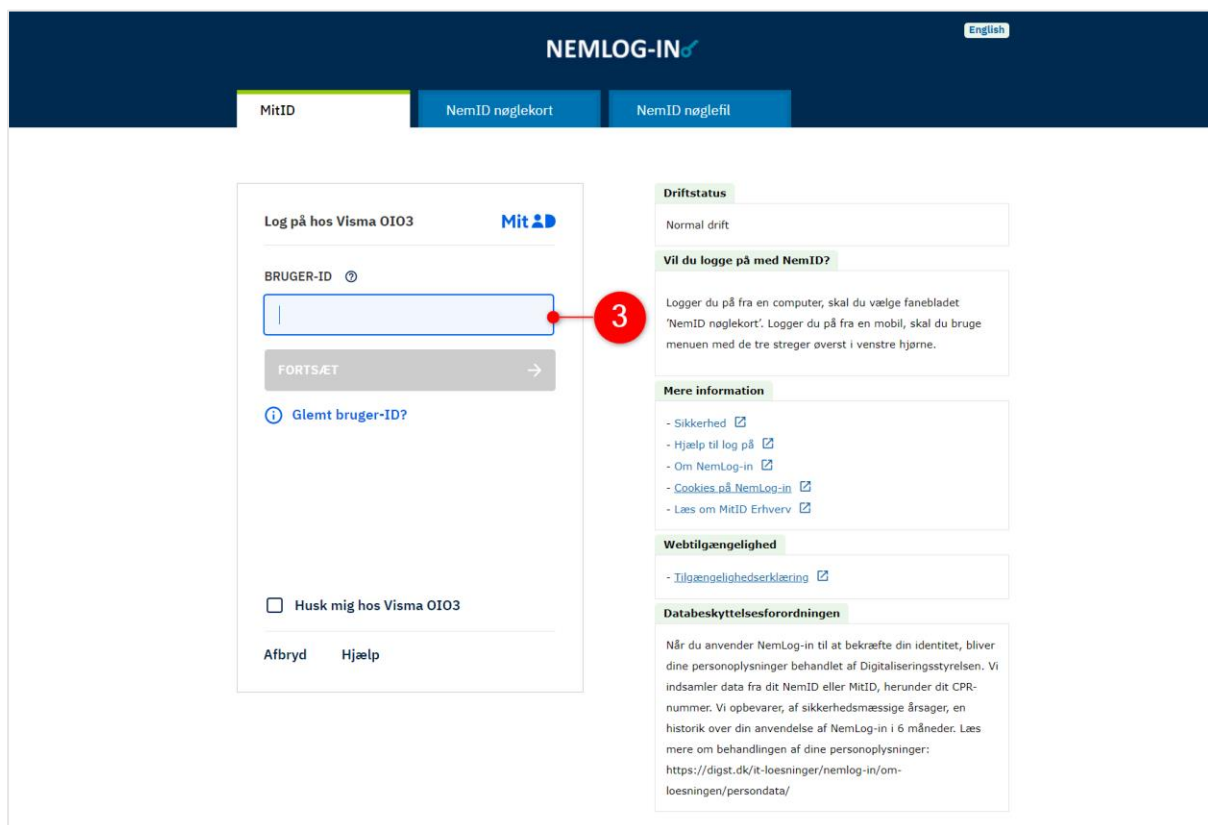 NEMLOG-IN
English
MitID
NemID nøglekort
NemID nøglefil
Log på hos Visma OIO3
Mit
BRUGER-ID
3
FORTSÆT
Glemt bruger-ID?
Husk mig hos Visma OIO3
Afbryd Hjælp
Driftstatus
Normal drift
Vil du logge på med NemID?
Logger du på fra en computer, skal du vælge fanebladet
'NemID nøglekort'. Logger du på fra en mobil, skal du bruge
menuen med de tre streger øverst i venstre hjørne.
Mere information
- Sikkerhed
- Hjælp til log på
- Om NemLog-in
- Cookies på NemLog-in
- Læs om MitID Erhverv
Webtilgængelighed
- Tilgængelighedserklæring
Databeskyttelsesforordningen
Når du anvender NemLog-in til at bekræfte din identitet, bliver
dine personoplysninger behandlet af Digitaliseringsstyrelsen. Vi
indsamler data fra dit NemID eller MitID, herunder dit CPR-
nummer. Vi opbevarer, af sikkerhedsmæssige årsager, en
historik over din anvendelse af NemLog-in i 6 måneder. Læs
mere om behandlingen af dine personoplysninger:
https://digst.dk/it-loesninger/nemlog-in/om-
loesningen/persondata/